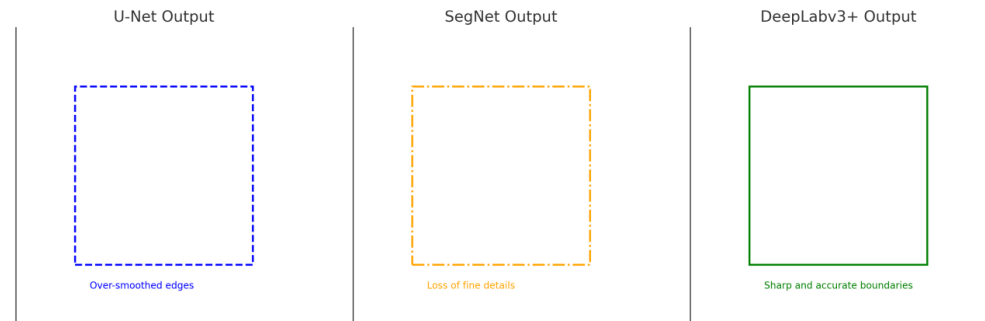 U-Net Output
SegNet Output
DeepLabv3+ Output
Over-smoothed edges
Loss of fine details
Sharp and accurate boundaries